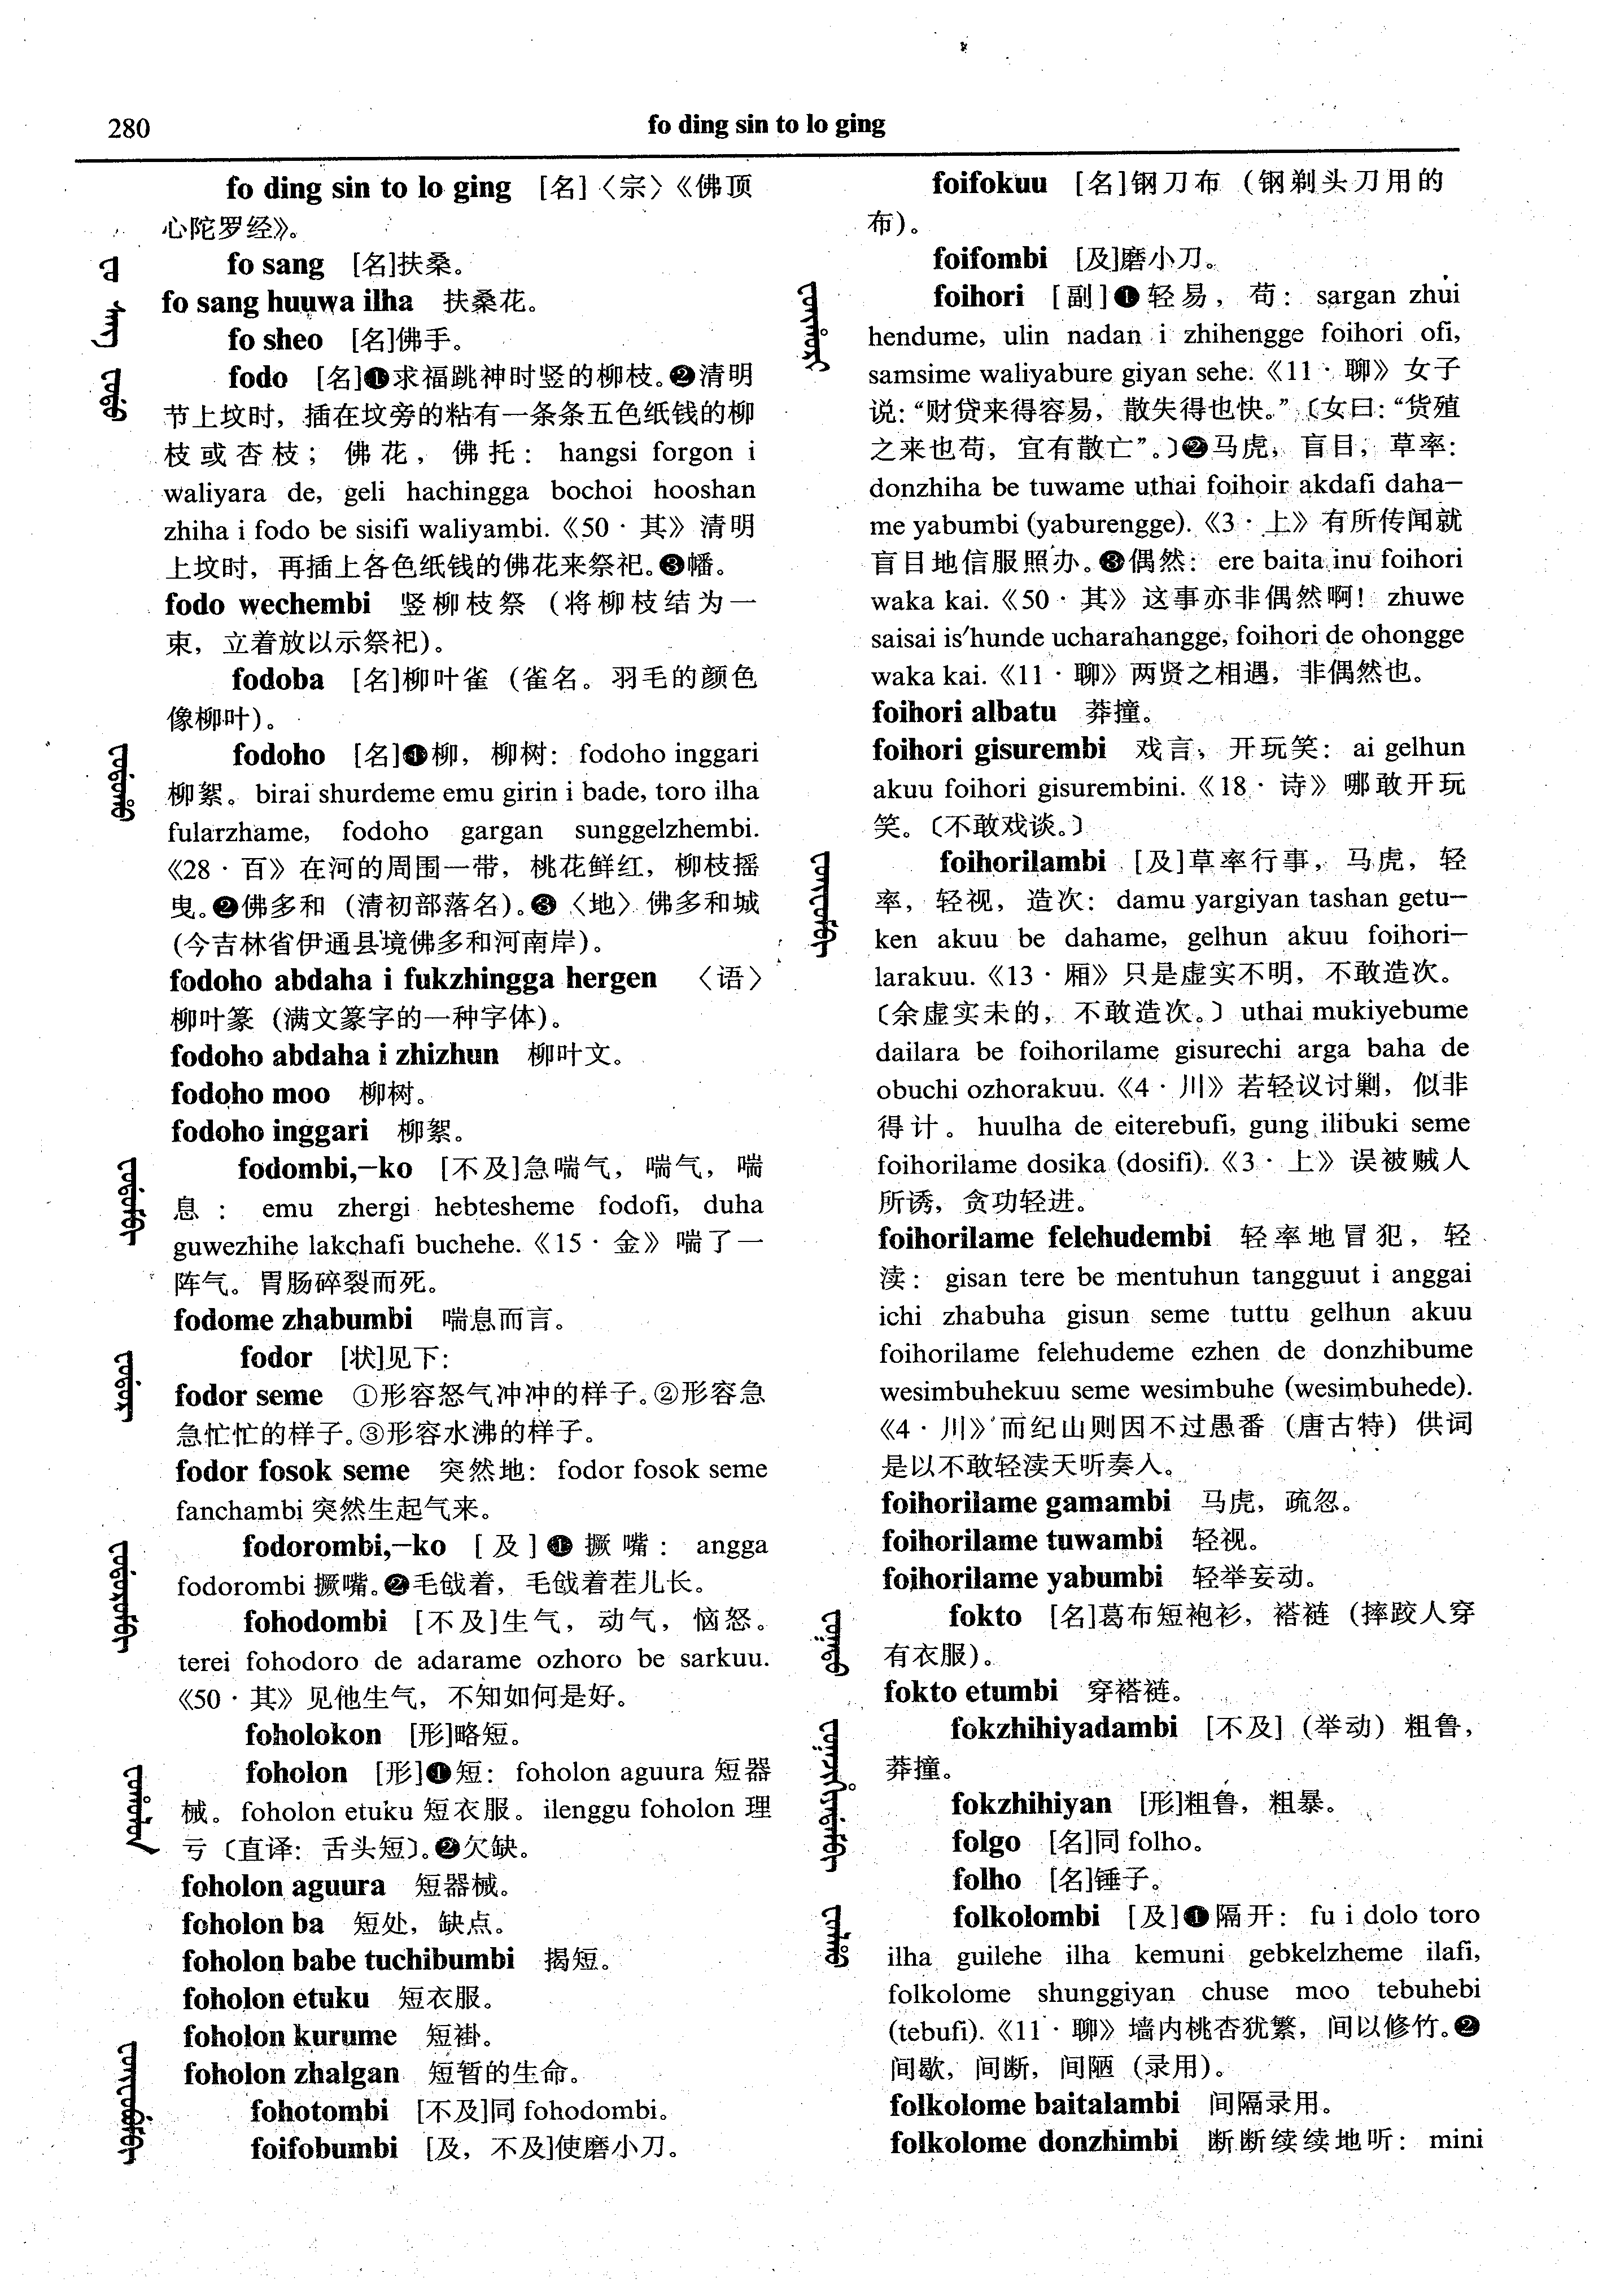 280
fo ding sin to lo ging
fo ding sin to lo ging [名]〈宗〉《佛顶
心陀罗经》。
fo sang [名]扶桑。
fo sang huuwa ilha 扶桑花。
fo sheo [名]佛手。
fodo [名]❶求福跳神时竖的柳枝。❷清明
节上坟时，插在坟旁的粘有一条条五色纸钱的柳
枝或杏枝；佛花，佛托：hangsi forgon i
waliyara de, geli hachingga bochoi hooshan
zhiha i fodo be sisifi waliyambi.《50·其》清明
上坟时，再插上各色纸钱的佛花来祭祀。❸幡。
fodo wechembi 竖柳枝祭（将柳枝结为一
束，立着放以示祭祀）。
fodoba [名]柳叶雀（雀名。羽毛的颜色
像柳叶）。
fodoho [名]❶柳，柳树：fodoho inggari
柳絮。birai shurdeme emu girin i bade, toro ilha
fularzhame, fodoho gargan sunggelzhembi.
《28·百》在河的周围一带，桃花鲜红，柳枝摇
曳。❷佛多和（清初部落名）。❸〈地〉佛多和城
（今吉林省伊通县境佛多和河南岸）。
fodoho abdaha i fukzhingga hergen 〈语〉
柳叶篆（满文篆字的一种字体）。
fodoho abdaha i zhizhun 柳叶文。
fodoho moo 柳树。
fodoho inggari 柳絮。
fodombi,-ko [不及]急喘气，喘气，喘
息：emu zhergi hebtesheme fodofi, duha
guwezhihe lakchafi buchehe.《15·金》喘了一
阵气。胃肠碎裂而死。
fodome zhabumbi 喘息而言。
fodor [状]见下：
fodor seme ①形容怒气冲冲的样子。②形容急
急忙忙的样子。③形容水沸的样子。
fodor fosok seme 突然地：fodor fosok seme
fanchambi 突然生起气来。
fodorombi,-ko [及]❶撅嘴：angga
fodorombi 撅嘴。❷毛戗着，毛戗着茬儿长。
fohodombi [不及]生气，动气，恼怒。
terei fohodoro de adarame ozhoro be sarkuu.
《50·其》见他生气，不知如何是好。
foholokon [形]略短。
foholon [形]❶短：foholon aguura 短器
械。foholon etuku 短衣服。ilenggu foholon 理
亏〔直译：舌头短〕。❷欠缺。
foholon aguura 短器械。
foholon ba 短处，缺点。
foholon babe tuchibumbi 揭短。
foholon etuku 短衣服。
foholon kurume 短褂。
foholon zhalgan 短暂的生命。
fohotombi [不及]同 fohodombi。
foifobumbi [及，不及]使磨小刀。
foifokuu [名]钢刀布（钢剃头刀用的
布）。
foifombi [及]磨小刀。
foihori [副]❶轻易，苟：sargan zhui
hendume, ulin nadan i zhihengge foihori ofi,
samsime waliyabure giyan sehe.《11·聊》女子
说：“财贷来得容易，散失得也快。”〔女曰：“货殖
之来也苟，宜有散亡”。〕❷马虎，盲目，草率：
donzhiha be tuwame uthai foihoir akdafi daha-
me yabumbi (yaburengge).《3·上》有所传闻就
盲目地信服照办。❸偶然：ere baita inu foihori
waka kai.《50·其》这事亦非偶然啊！zhuwe
saisai is'hunde ucharahangge, foihori de ohongge
waka kai.《11·聊》两贤之相遇，非偶然也。
foihori albatu 莽撞。
foihori gisurembi 戏言，开玩笑：ai gelhun
akuu foihori gisurembini.《18·诗》哪敢开玩
笑。〔不敢戏谈。〕
foihorilambi [及]草率行事，马虎，轻
率，轻视，造次：damu yargiyan tashan getu-
ken akuu be dahame, gelhun akuu foihori-
larakuu.《13·厢》只是虚实不明，不敢造次。
〔余虚实未的，不敢造次。〕uthai mukiyebume
dailara be foihorilame gisurechi arga baha de
obuchi ozhorakuu.《4·川》若轻议讨剿，似非
得计。huulha de eiterebufi, gung ilibuki seme
foihorilame dosika (dosifi).《3·上》误被贼人
所诱，贪功轻进。
foihorilame felehudembi 轻率地冒犯，轻
渎：gisan tere be mentuhun tangguut i anggai
ichi zhabuha gisun seme tuttu gelhun akuu
foihorilame felehudeme ezhen de donzhibume
wesimbuhekuu seme wesimbuhe (wesimbuhede).
《4·川》而纪山则因不过愚番（唐古特）供词
是以不敢轻渎天听奏入。
foihorilame gamambi 马虎，疏忽。
foihorilame tuwambi 轻视。
foihorilame yabumbi 轻举妄动。
fokto [名]葛布短袍衫，褡裢（摔跤人穿
有衣服）。
fokto etumbi 穿褡裢。
fokzhihiyadambi [不及]（举动）粗鲁，
莽撞。
fokzhihiyan [形]粗鲁，粗暴。
folgo [名]同 folho。
folho [名]锤子。
folkolombi [及]❶隔开：fu i dolo toro
ilha guilehe ilha kemuni gebkelzheme ilafi,
folkolome shunggiyan chuse moo tebuhebi
(tebufi).《11·聊》墙内桃杏犹繁，间以修竹。❷
间歇，间断，间陋（录用）。
folkolome baitalambi 间隔录用。
folkolome donzhimbi 断断续续地听：mini